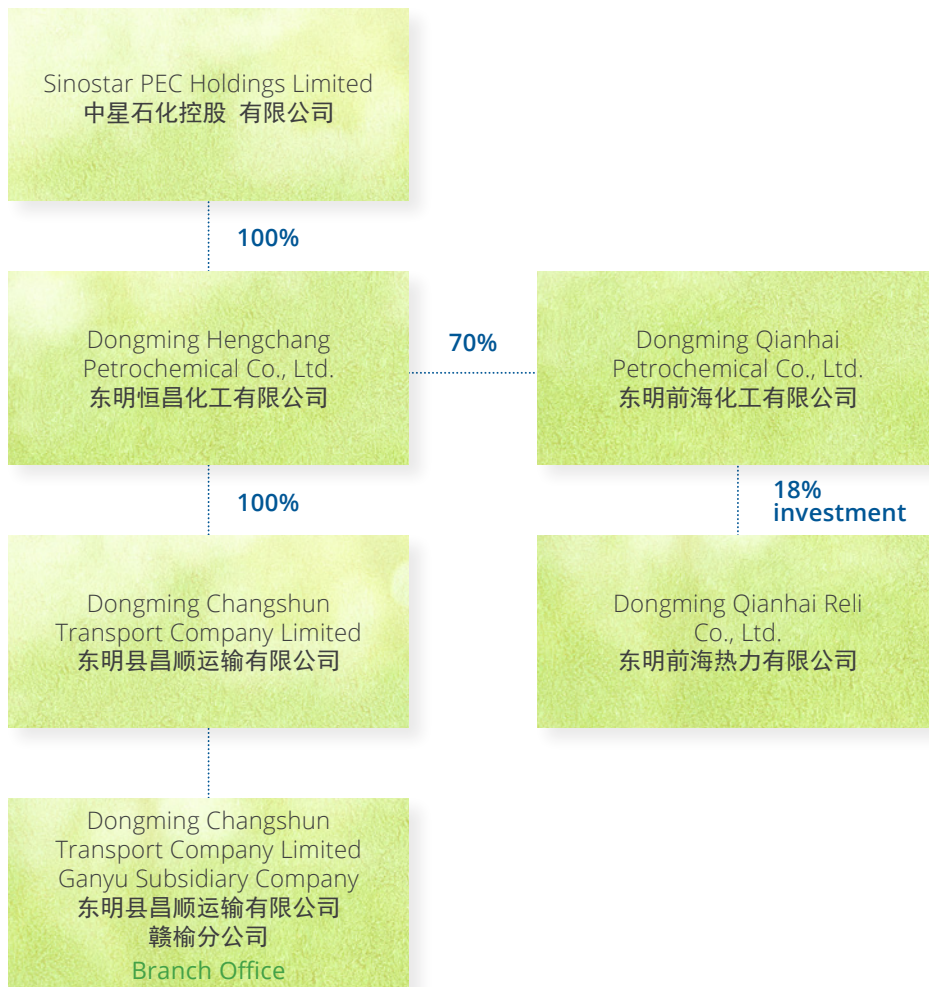 Sinostar PEC Holdings Limited
中星石化控股 有限公司
100%
Dongming Hengchang
Petrochemical Co., Ltd.
东明恒昌化工有限公司
70%
Dongming Qianhai
Petrochemical Co., Ltd.
东明前海化工有限公司
100%
18%
investment
Dongming Changshun
Transport Company Limited
东明县昌顺运输有限公司
Dongming Qianhai Reli
Co., Ltd.
东明前海热力有限公司
Dongming Changshun
Transport Company Limited
Ganyu Subsidiary Company
东明县昌顺运输有限公司
赣榆分公司
Branch Office